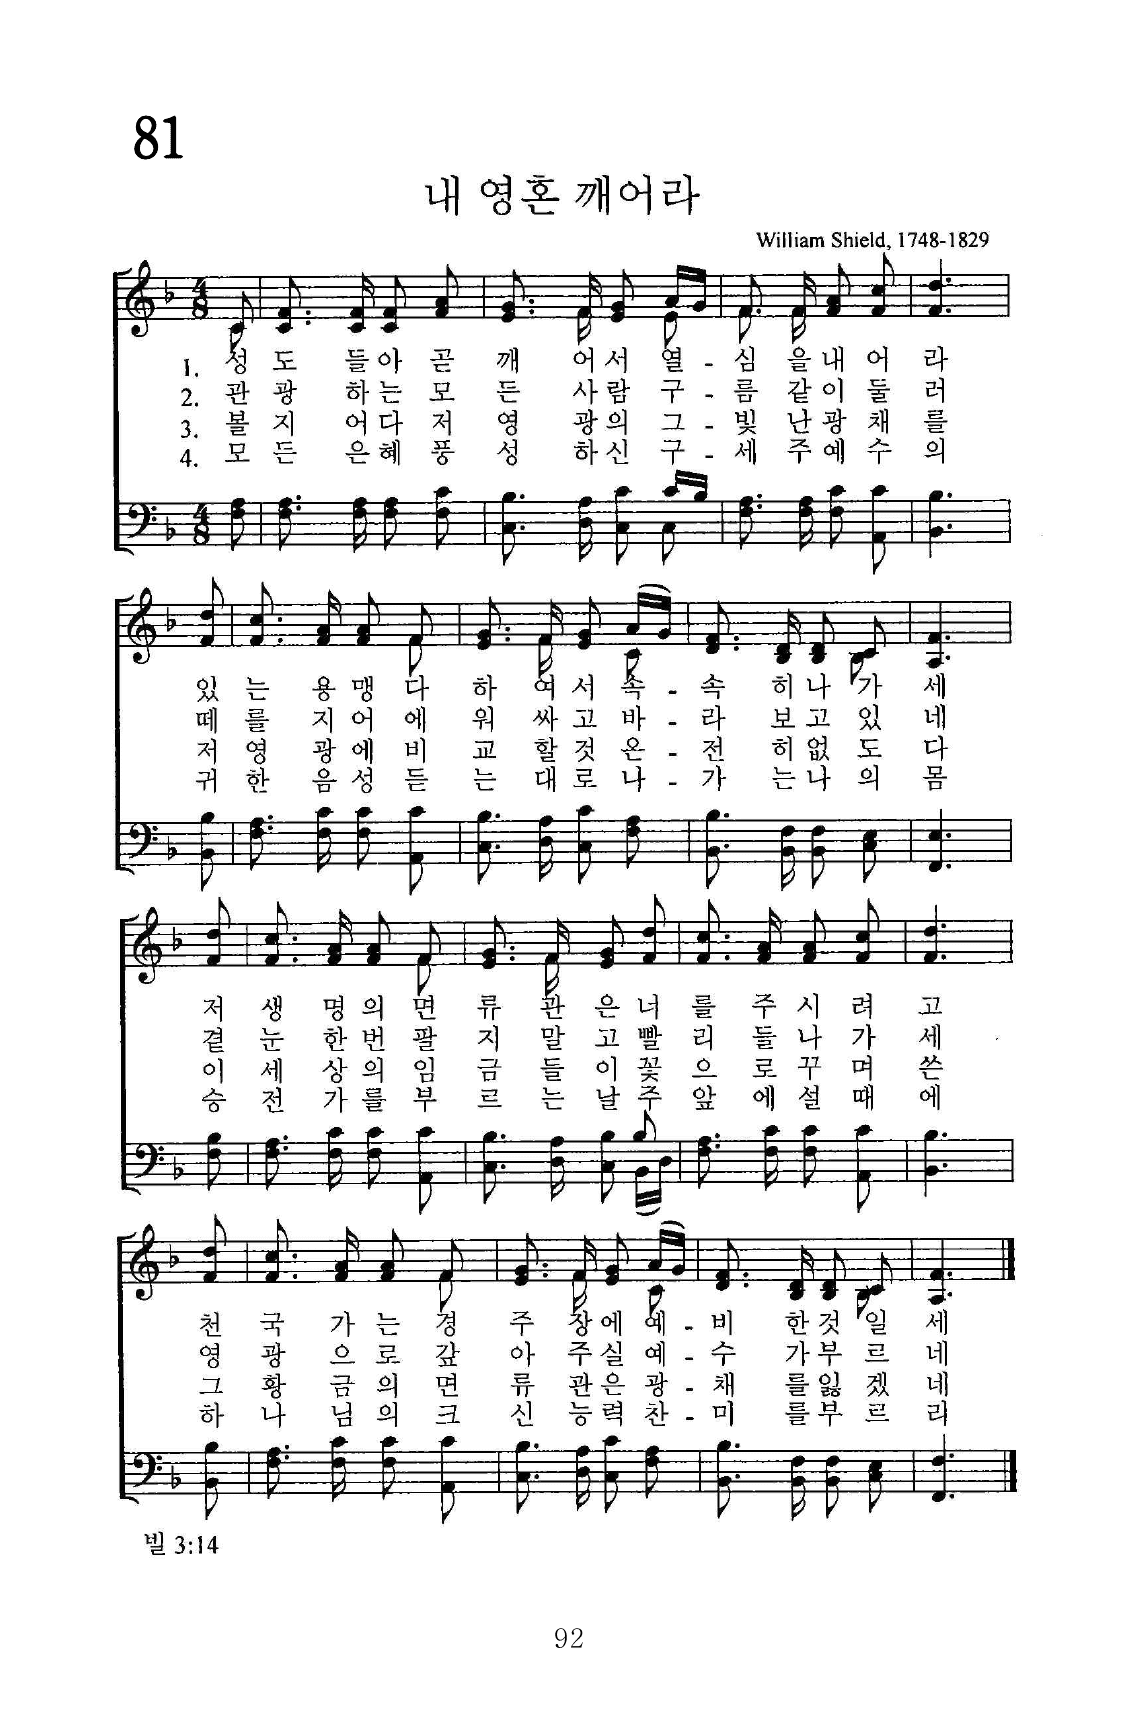 81
내 영혼 깨어라
William Shield, 1748-1829
1. 성 도 들아 곧 깨 어서 열 - 심 을내 어 라
2. 관 광 하는 모 든 사람 구 - 름 같이 둘 러
3. 볼 지 어다 저 영 광의 그 - 빛 난광 채 를
4. 모 든 은혜 풍 성 하신 구 - 세 주예 수 의
있 는 용 맹 다 하 여 서 속 - 속 히 나 가 세
떼 를 지 어 에 워 싸 고 바 - 라 보 고 있 네
저 영 광 에 비 교 할 것 온 - 전 히 없 도 다
귀 한 음 성 듣 는 대 로 나 - 가 는 나 의 몸
저 생 명 의 면 류 관 은 너 를 주 시 려 고
곁 눈 한 번 팔 지 말 고 빨 리 들 나 가 세
이 세 상 의 임 금 들 이 꽃 으 로 꾸 며 쓴
승 전 가 를 부 르 는 날 주 앞 에 설 때 에
천 국 가 는 경 주 장 에 예 - 비 한 것 일 세
영 광 으 로 갚 아 주 실 예 - 수 가 부 르 네
그 황 금 의 면 류 관 은 광 - 채 를 잃 겠 네
하 나 님 의 크 신 능 력 찬 - 미 를 부 르 리
빌 3:14
92